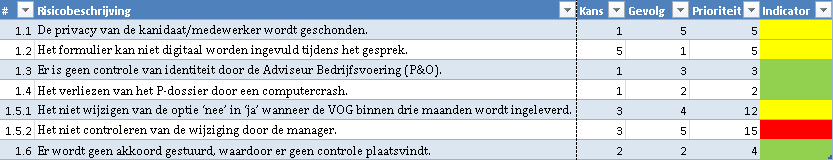 # Risicobeschrijving Kans Gevolg Prioriteit Indicator
1.1 De privacy van de kanidaat/medewerker wordt geschonden. 1 5 5
1.2 Het formulier kan niet digitaal worden ingevuld tijdens het gesprek. 5 1 5
1.3 Er is geen controle van identiteit door de Adviseur Bedrijfsvoering (P&O). 1 3 3
1.4 Het verliezen van het P-dossier door een computercrash. 1 2 2
1.5.1 Het niet wijzigen van de optie 'nee' in 'ja' wanneer de VOG binnen drie maanden wordt ingeleverd. 3 4 12
1.5.2 Het niet controleren van de wijziging door de manager. 3 5 15
1.6 Er wordt geen akkoord gestuurd, waardoor er geen controle plaatsvindt. 2 2 4